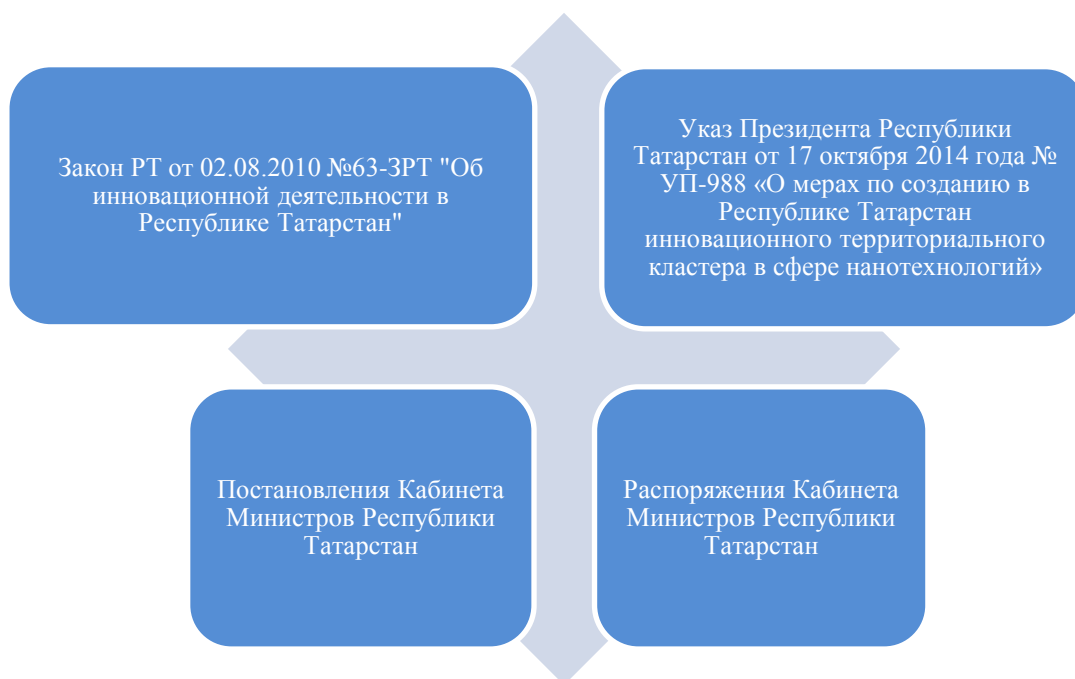 Закон РТ от 02.08.2010 №63-ЗРТ "Об
инновационной деятельности в
Республике Татарстан"
Указ Президента Республики
Татарстан от 17 октября 2014 года №
УП-988 «О мерах по созданию в
Республике Татарстан
инновационного территориального
кластера в сфере нанотехнологий»
Постановления Кабинета
Министров Республики
Татарстан
Распоряжения Кабинета
Министров Республики
Татарстан